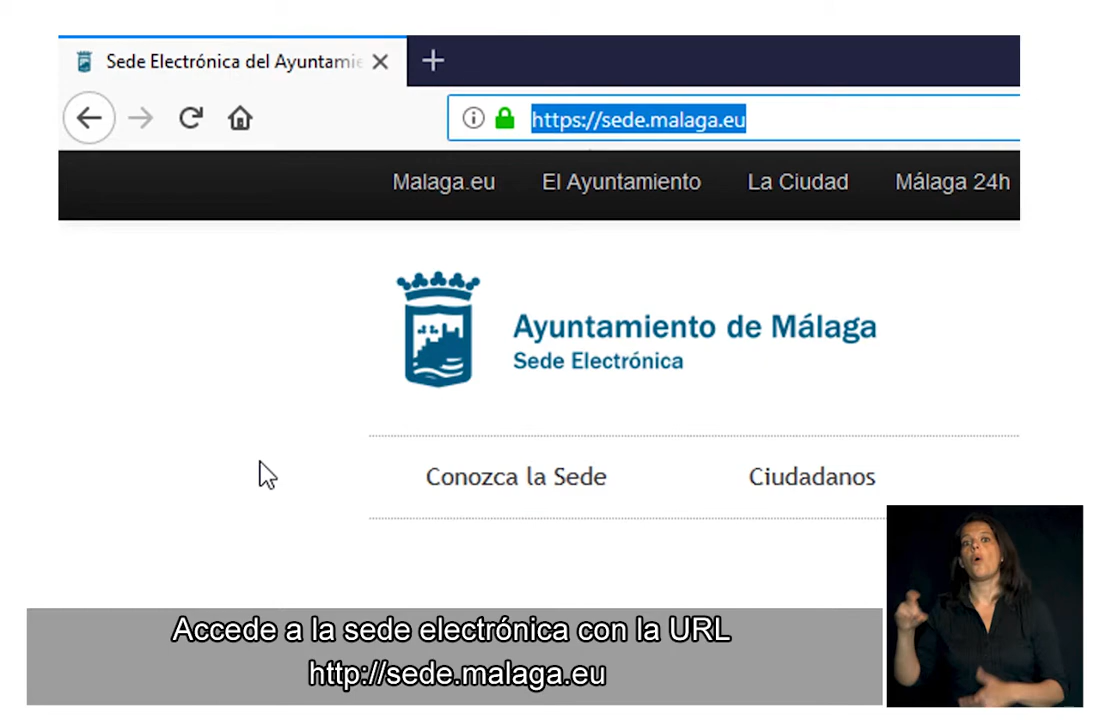 Sede Electrónica del Ayuntamie
https://sede.malaga.eu
Malaga.eu El Ayuntamiento La Ciudad Málaga 24h
Ayuntamiento de Málaga
Sede Electrónica
Conozca la Sede Ciudadanos
Accede a la sede electrónica con la URL
http://sede.malaga.eu